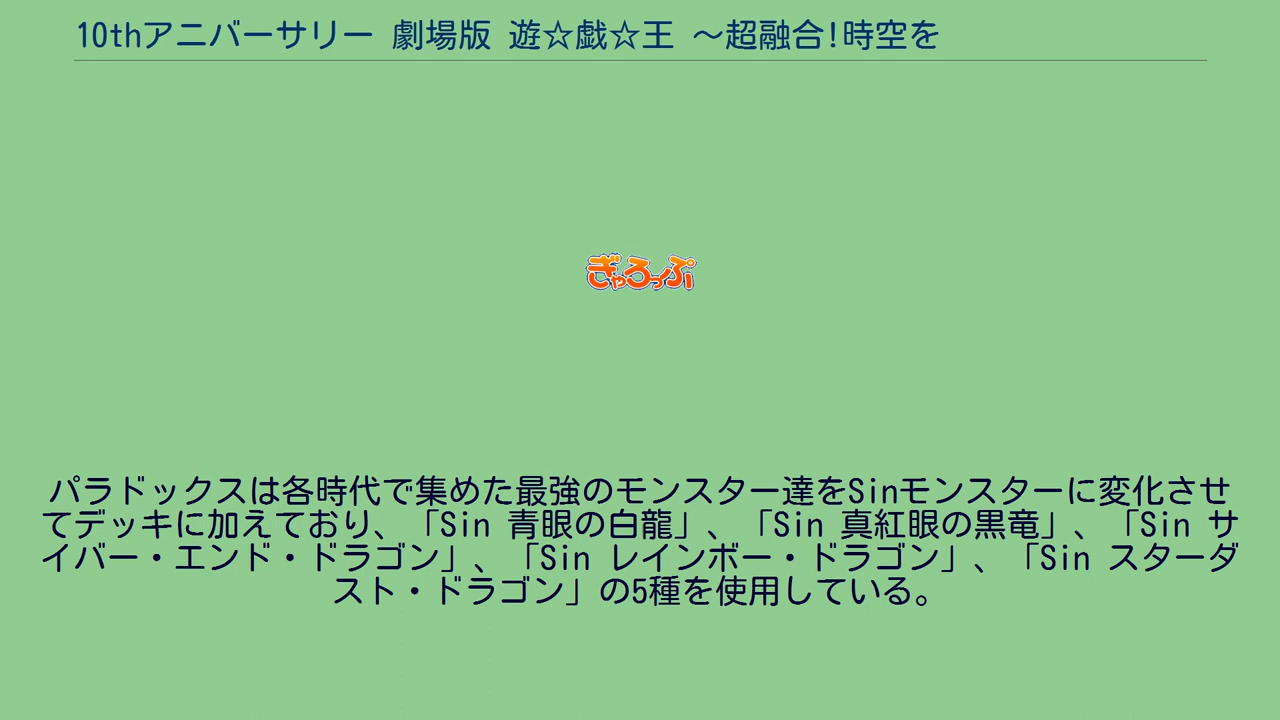 10thアニバーサリー 劇場版 遊☆戯☆王 ～超融合!時空を
ぎゃろっぷ
パラドックスは各時代で集めた最強のモンスター達をSinモンスターに変化させ
てデッキに加えており、「Sin 青眼の白龍」、「Sin 真紅眼の黒竜」、「Sin サ
イバー・エンド・ドラゴン」、「Sin レインボー・ドラゴン」、「Sin スターダ
スト・ドラゴン」の5種を使用している。